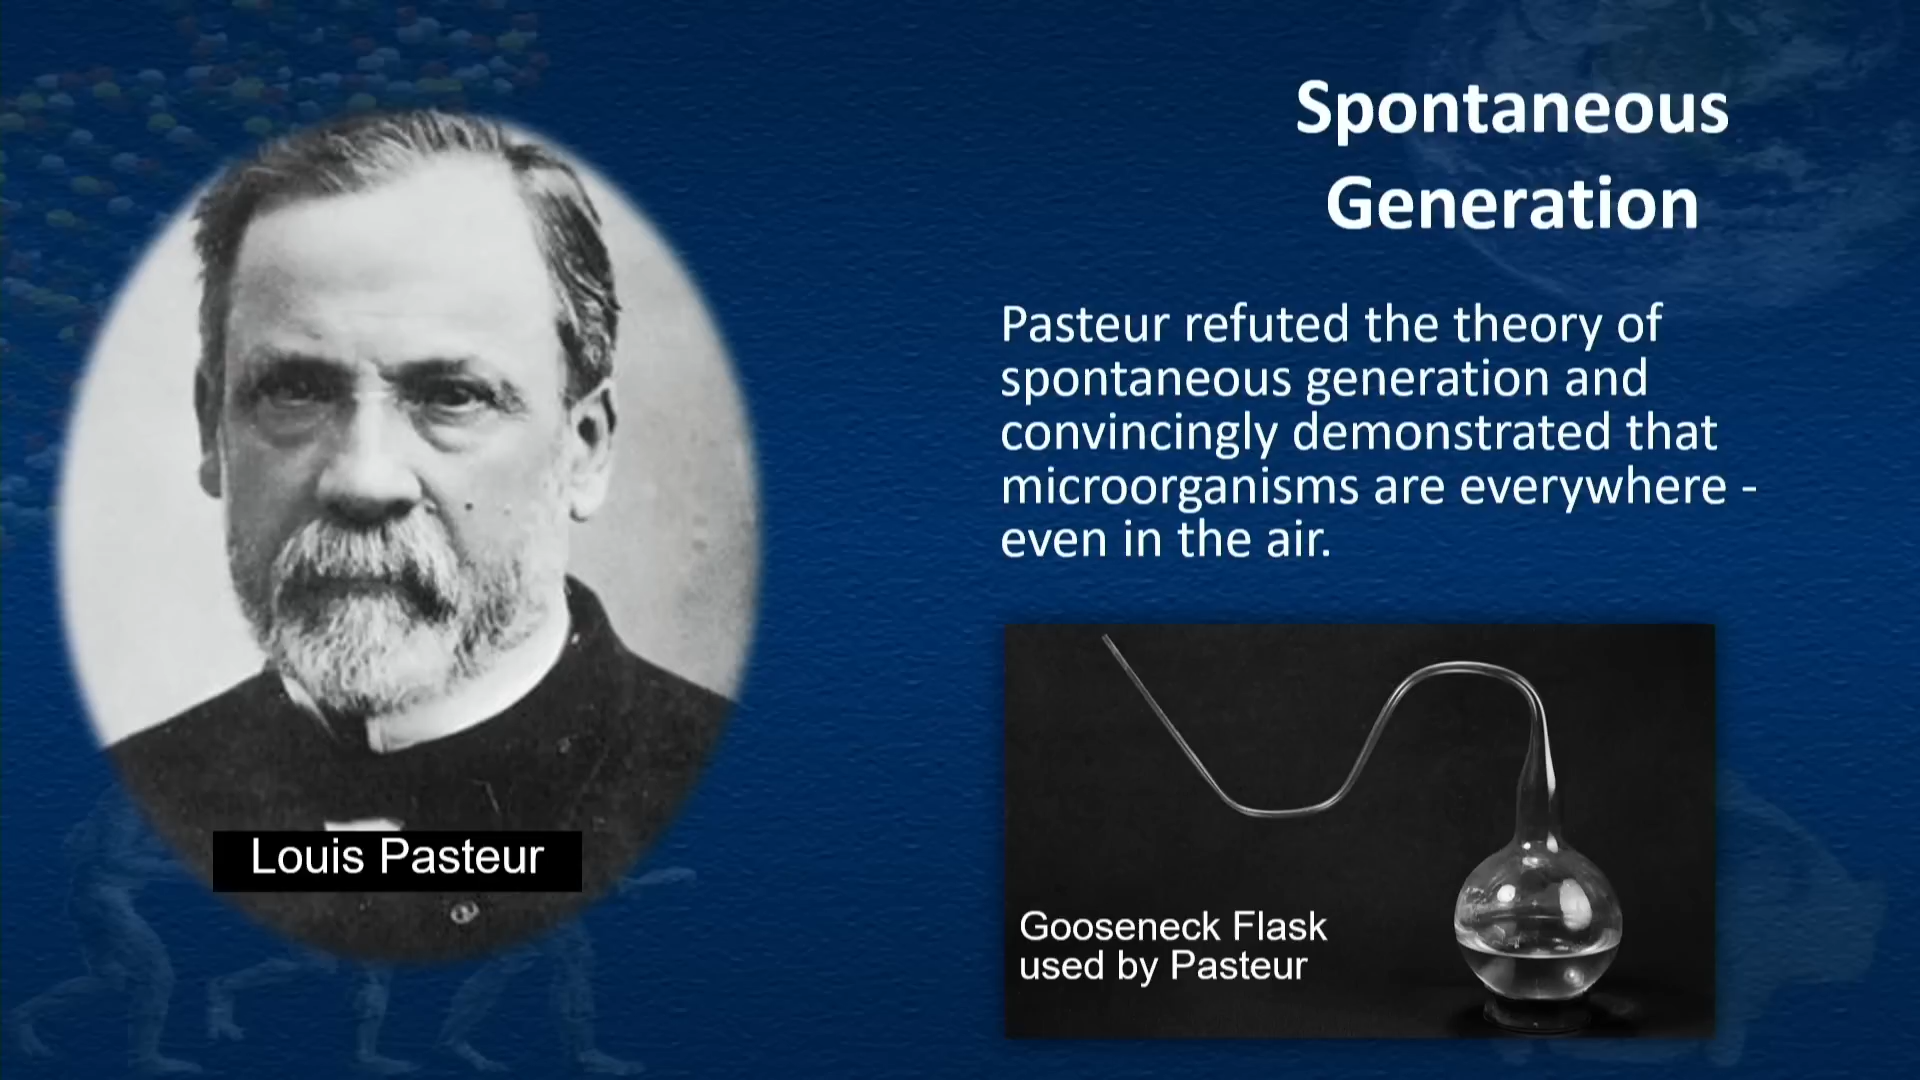 Spontaneous
Generation
Pasteur refuted the theory of
spontaneous generation and
convincingly demonstrated that
microorganisms are everywhere -
even in the air.
Louis Pasteur
Gooseneck Flask
used by Pasteur